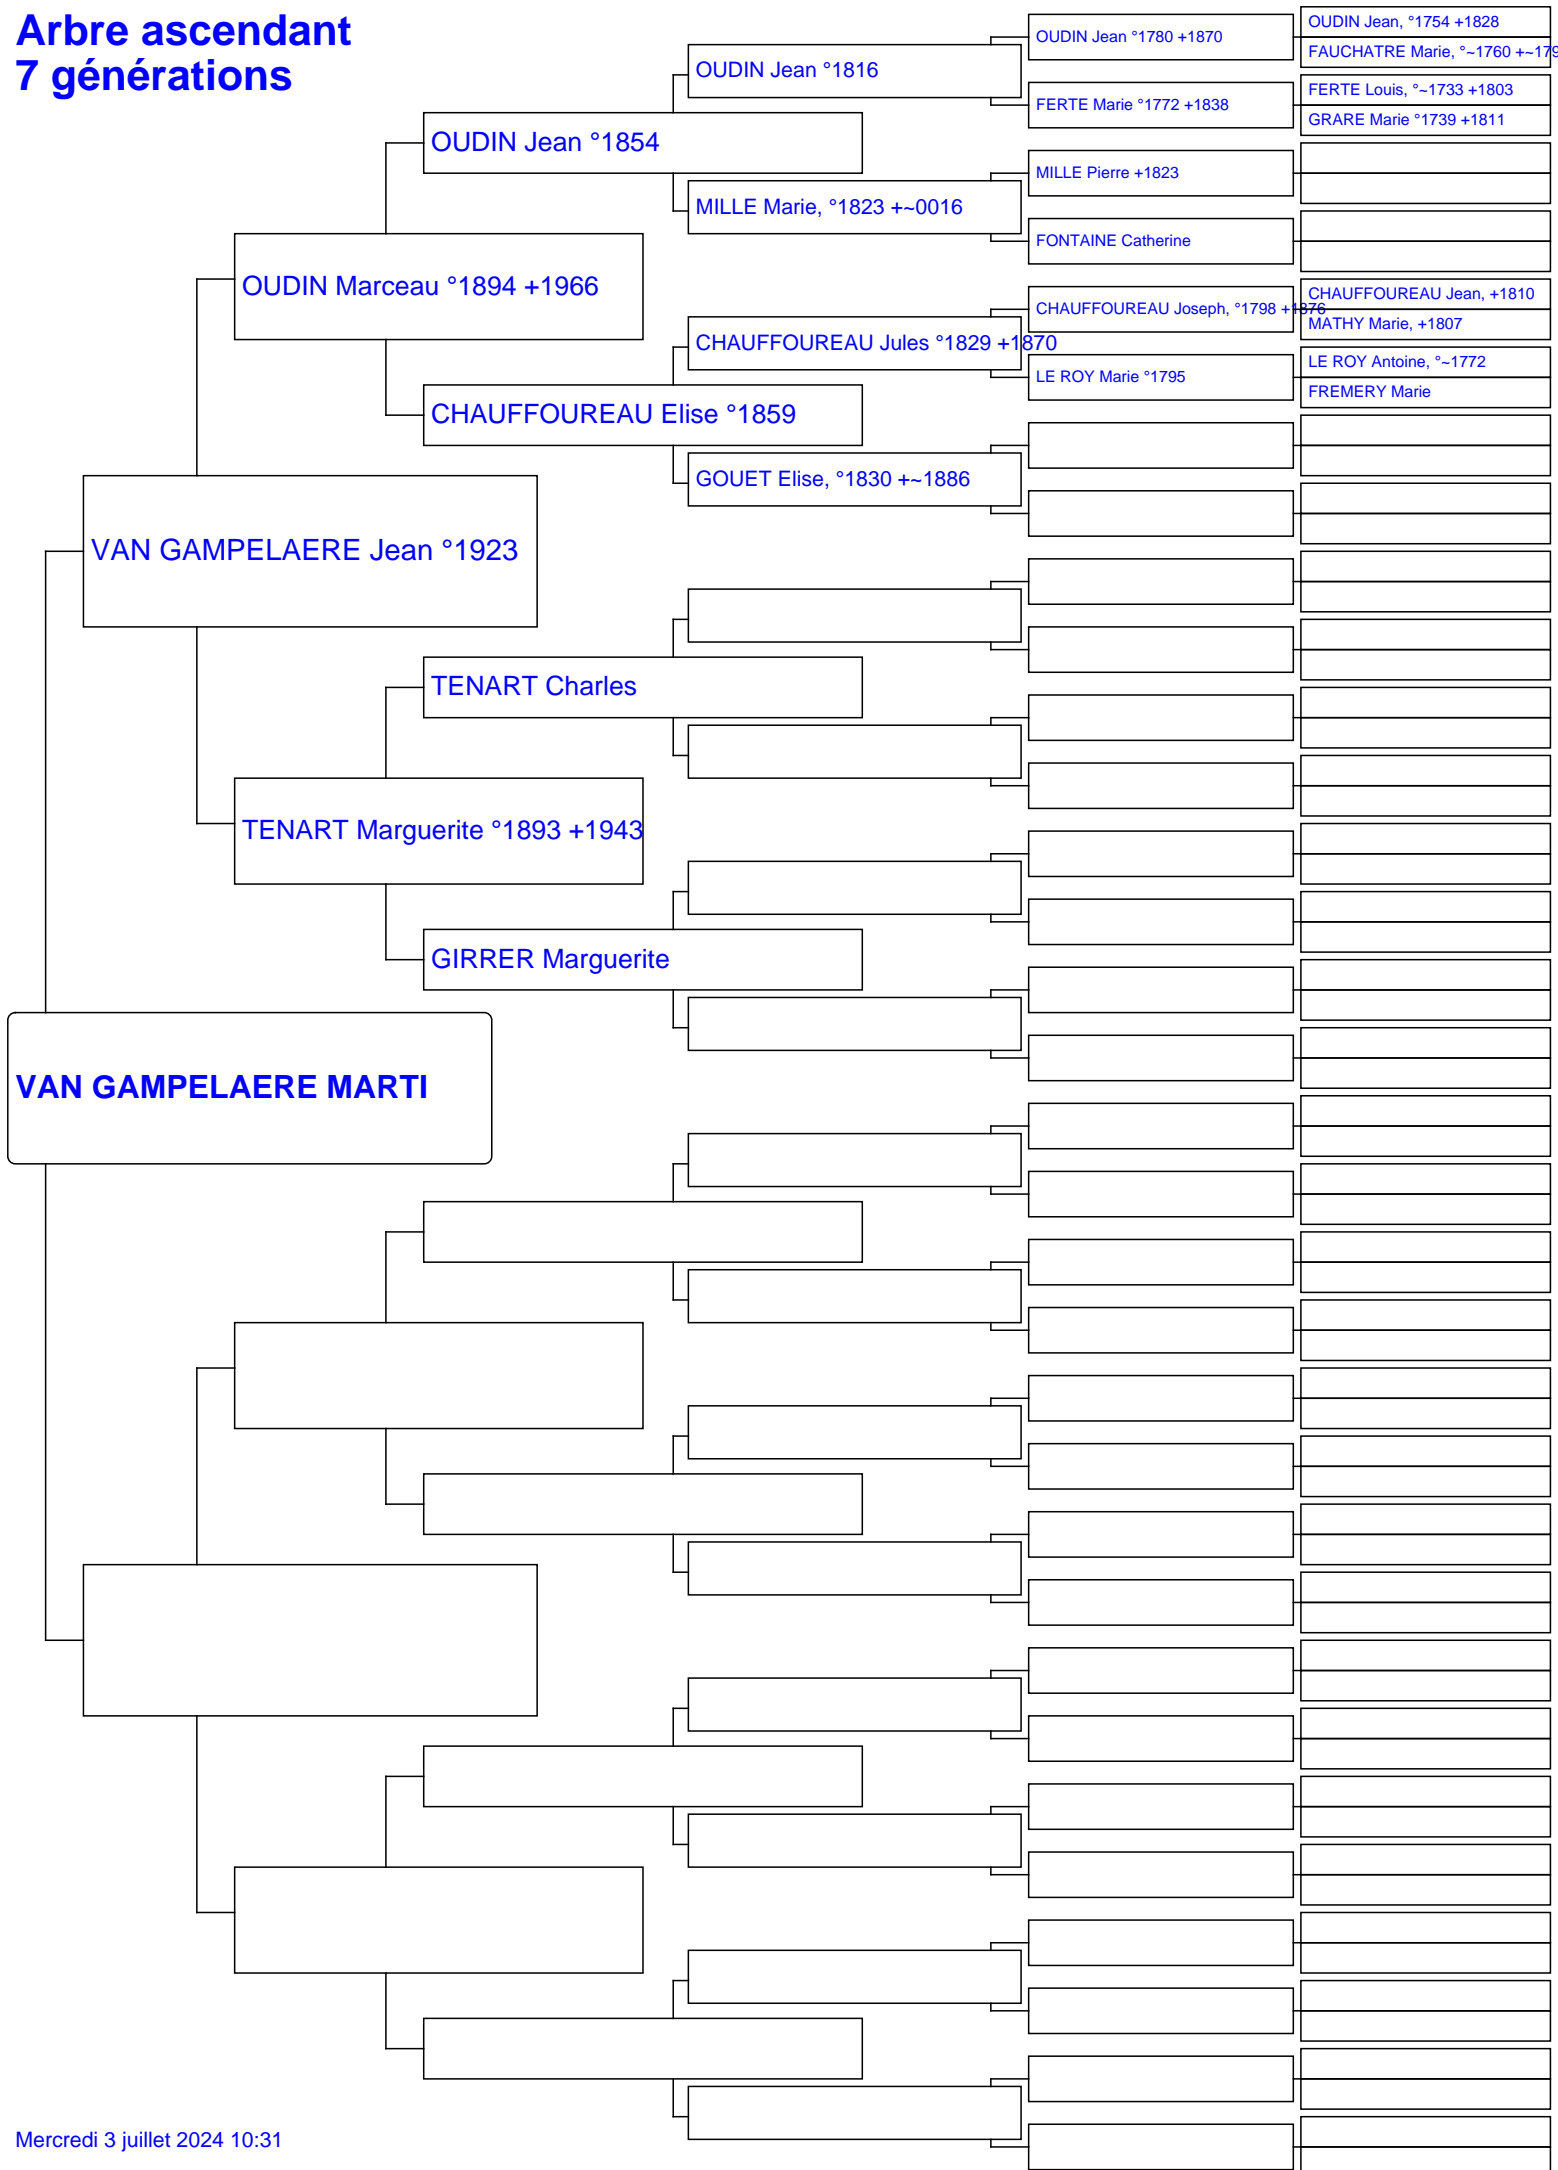 Arbre ascendant
7 générations
OUDIN Jean °1754 +1828
FAUCHATRE Marie, °~1760 +~179
OUDIN Jean °1780 +1870
FERTE Louis, °~1733 +1803
GRARE Marie °1739 +1811
FERTE Marie °1772 +1838
OUDIN Jean °1816
OUDIN Jean °1854
MILLE Pierre +1823
MILLE Marie, °1823 +~0016
FONTAINE Catherine
OUDIN Marceau °1894 +1966
CHAUFFOUREAU Jean, +1810
MATHY Marie, +1807
CHAUFFOUREAU Joseph, °1798 +1876
CHAUFFOUREAU Jules °1829 +1870
LE ROY Antoine, °~1772
FREMERY Marie
LE ROY Marie °1795
CHAUFFOUREAU Elise °1859
GOUET Elise, °1830 +~1886
VAN GAMPELAERE Jean °1923
TENART Charles
TENART Marguerite °1893 +1943
GIRRER Marguerite
VAN GAMPELAERE MARTI
Mercredi 3 juillet 2024 10:31